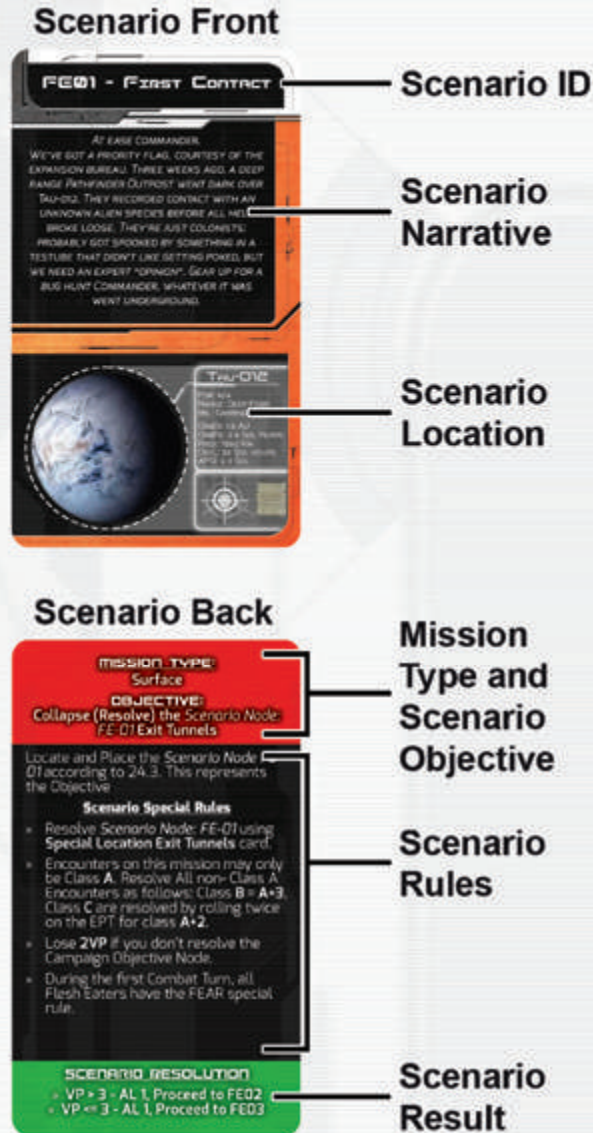 Scenario Front
FE01 - First Contact
Scenario ID
At ease Commander.
We've got a priority flag, courtesy of the
Expansion Bureau. Three weeks ago, a deep
range Pathfinder Outpost went dark over
Tau-012. They recorded contact with an
unknown alien species before all hell
broke loose. They're just colonists;
probably got spooked by something in a
testube that didn't like getting poked, but
we need an expert "opinion". Gear up for a
bug hunt Commander, whatever it was
went underground.
Scenario
Narrative
Tau-012
Scenario
Location
Scenario Back
MISSION TYPE:
Surface
OBJECTIVE:
Collapse (Resolve) the Scenario Node:
FE-01 Exit Tunnels
Mission
Type and
Scenario
Objective
Locate and Place the Scenario Node
01 according to 24.3. This represents
the Objective
Scenario Special Rules
» Resolve Scenario Node: FE-01 using
Special Location Exit Tunnels card.
» Encounters on this mission may only
be Class A. Resolve All non- Class A
Encounters as follows: Class B = A+3,
Class C are resolved by rolling twice
on the EPT for class A+2.
» Lose 2VP if you don't resolve the
Campaign Objective Node.
» During the first Combat Turn, all
Flesh Eaters have the FEAR special
rule.
Scenario
Rules
SCENARIO RESOLUTION
» VP > 3 - AL 1, Proceed to FE02
» VP <= 3 - AL 1, Proceed to FE03
Scenario
Result